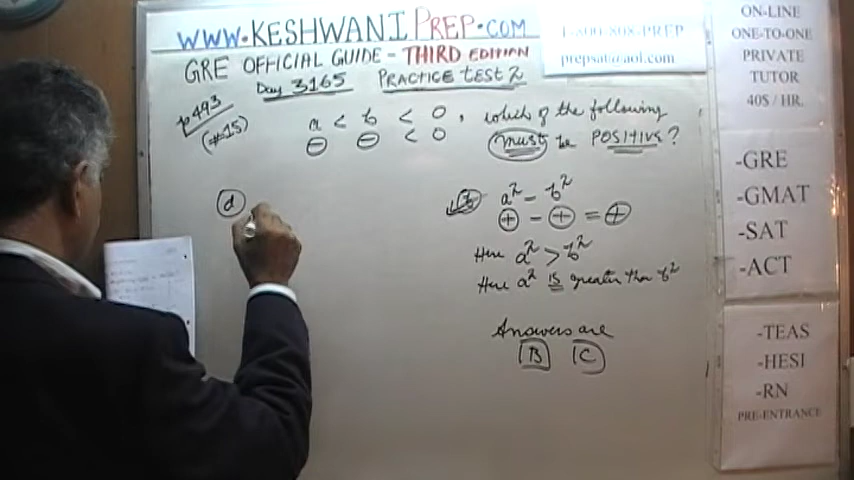 WWW.KESHWANIPREP.COM
1-800-808-PREP
prepsat@aol.com
GRE OFFICIAL GUIDE - THIRD EDITION
Day 3165 PRACTICE TEST 2
p493
(#15)
a < b < 0, which of the following
⊖ ⊖ < 0 MUST be POSITIVE?
d
a² - b²
⊕ - ⊕ = ⊕
Here a² > b²
Here a² is greater than b²
Answers are
B C
ON-LINE
ONE-TO-ONE
PRIVATE
TUTOR
40$ / HR.
-GRE
-GMAT
-SAT
-ACT
-TEAS
-HESI
-RN
PRE-ENTRANCE